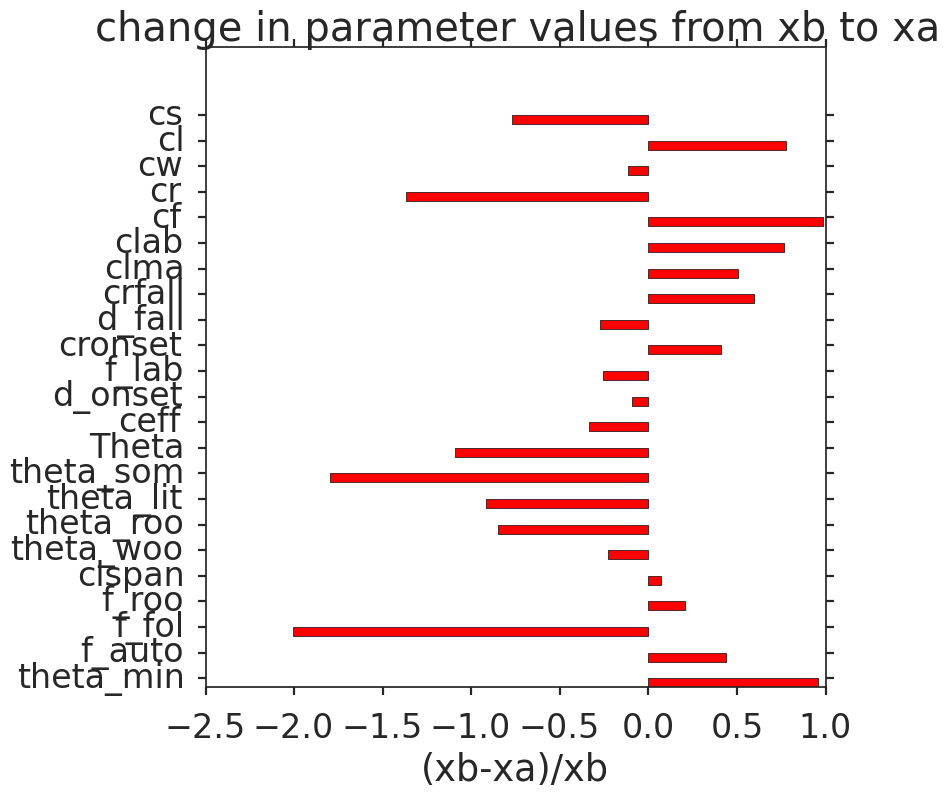 change in parameter values from xb to xa
cs
cl
cw
cr
cf
clab
clma
crfall
d_fall
cronset
f_lab
d_onset
ceff
Theta
theta_som
theta_lit
theta_roo
theta_woo
clspan
f_roo
f_fol
f_auto
theta_min
−2.5 −2.0 −1.5 −1.0 −0.5 0.0 0.5 1.0
(xb-xa)/xb